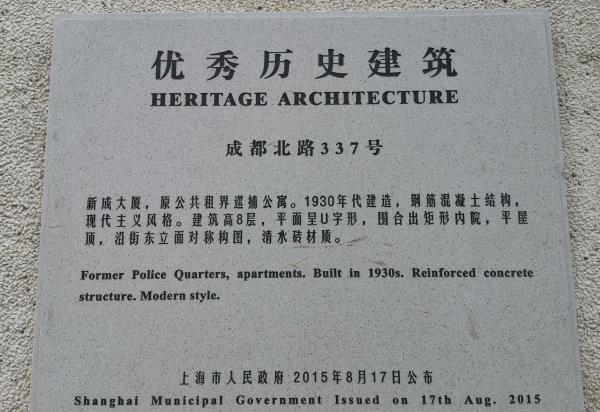 优秀历史建筑
HERITAGE ARCHITECTURE
成都北路337号
新成大厦，原公共租界巡捕公寓。1930年代建造，钢筋混凝土结构，
现代主义风格。建筑高8层，平面呈U字形，围合出矩形内院，平屋
顶，沿街东立面对称构图，清水砖材质。
Former Police Quarters, apartments. Built in 1930s. Reinforced concrete
structure. Modern style.
上海市人民政府 2015年8月17日公布
Shanghai Municipal Government Issued on 17th Aug. 2015